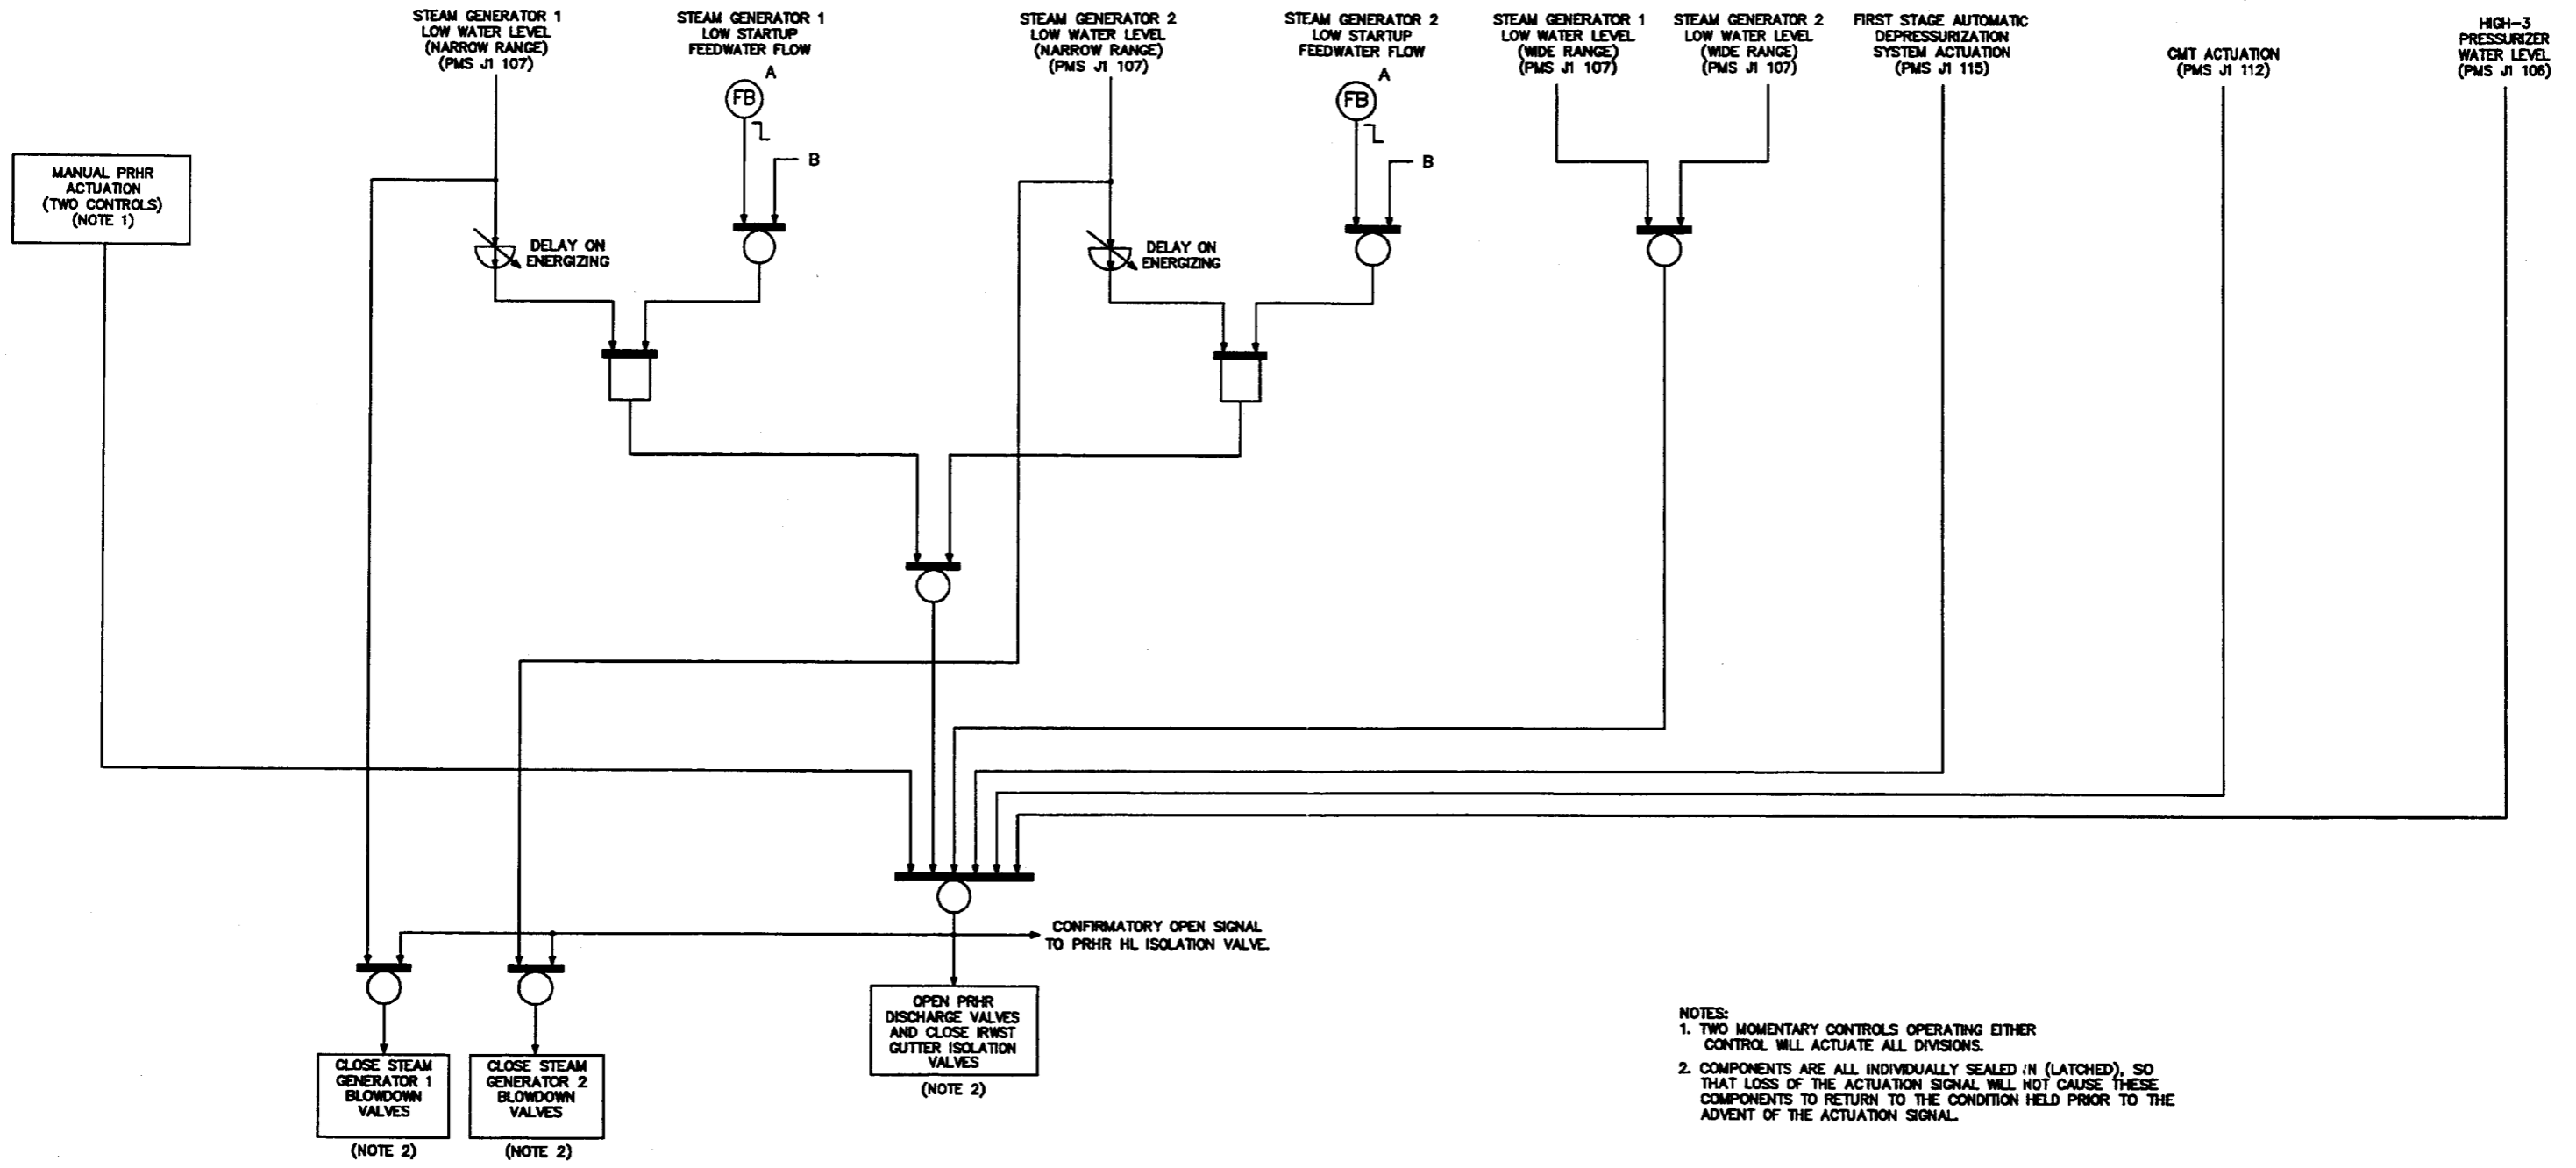 STEAM GENERATOR 1
LOW WATER LEVEL
(NARROW RANGE)
(PMS J1 107)
STEAM GENERATOR 1
LOW STARTUP
FEEDWATER FLOW
STEAM GENERATOR 2
LOW WATER LEVEL
(NARROW RANGE)
(PMS J1 107)
STEAM GENERATOR 2
LOW STARTUP
FEEDWATER FLOW
STEAM GENERATOR 1
LOW WATER LEVEL
(WIDE RANGE)
(PMS J1 107)
STEAM GENERATOR 2
LOW WATER LEVEL
(WIDE RANGE)
(PMS J1 107)
FIRST STAGE AUTOMATIC
DEPRESSURIZATION
SYSTEM ACTUATION
(PMS J1 115)
CMT ACTUATION
(PMS J1 112)
HIGH-3
PRESSURIZER
WATER LEVEL
(PMS J1 106)
A
FB
B
A
FB
B
MANUAL PRHR
ACTUATION
(TWO CONTROLS)
(NOTE 1)
DELAY ON
ENERGIZING
DELAY ON
ENERGIZING
CONFIRMATORY OPEN SIGNAL
TO PRHR HL ISOLATION VALVE.
OPEN PRHR
DISCHARGE VALVES
AND CLOSE IRWST
GUTTER ISOLATION
VALVES
(NOTE 2)
CLOSE STEAM
GENERATOR 1
BLOWDOWN
VALVES
(NOTE 2)
CLOSE STEAM
GENERATOR 2
BLOWDOWN
VALVES
(NOTE 2)
NOTES:
1. TWO MOMENTARY CONTROLS OPERATING EITHER
CONTROL WILL ACTUATE ALL DIVISIONS.
2. COMPONENTS ARE ALL INDIVIDUALLY SEALED IN (LATCHED), SO
THAT LOSS OF THE ACTUATION SIGNAL WILL NOT CAUSE THESE
COMPONENTS TO RETURN TO THE CONDITION HELD PRIOR TO THE
ADVENT OF THE ACTUATION SIGNAL.